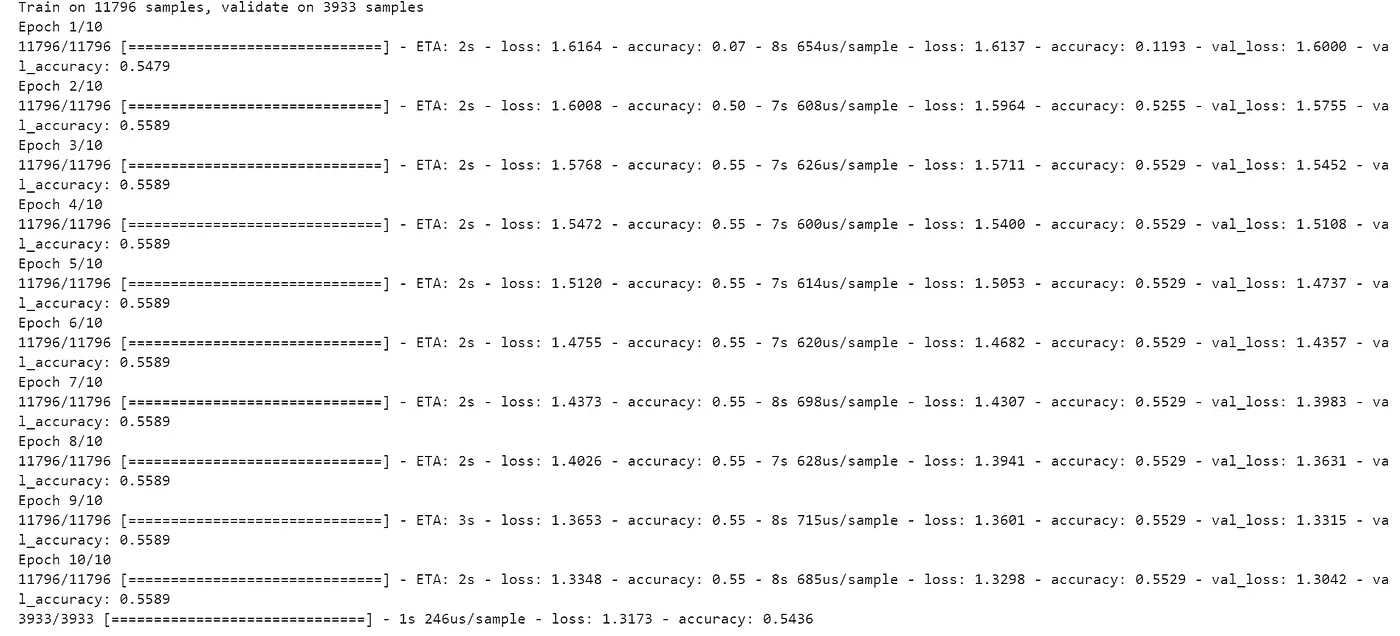 Train on 11796 samples, validate on 3933 samples
Epoch 1/10
11796/11796 [==============================] - ETA: 2s - loss: 1.6164 - accuracy: 0.07 - 8s 654us/sample - loss: 1.6137 - accuracy: 0.1193 - val_loss: 1.6000 - va
l_accuracy: 0.5479
Epoch 2/10
11796/11796 [==============================] - ETA: 2s - loss: 1.6008 - accuracy: 0.50 - 7s 608us/sample - loss: 1.5964 - accuracy: 0.5255 - val_loss: 1.5755 - va
l_accuracy: 0.5589
Epoch 3/10
11796/11796 [==============================] - ETA: 2s - loss: 1.5768 - accuracy: 0.55 - 7s 626us/sample - loss: 1.5711 - accuracy: 0.5529 - val_loss: 1.5452 - va
l_accuracy: 0.5589
Epoch 4/10
11796/11796 [==============================] - ETA: 2s - loss: 1.5472 - accuracy: 0.55 - 7s 600us/sample - loss: 1.5400 - accuracy: 0.5529 - val_loss: 1.5108 - va
l_accuracy: 0.5589
Epoch 5/10
11796/11796 [==============================] - ETA: 2s - loss: 1.5120 - accuracy: 0.55 - 7s 614us/sample - loss: 1.5053 - accuracy: 0.5529 - val_loss: 1.4737 - va
l_accuracy: 0.5589
Epoch 6/10
11796/11796 [==============================] - ETA: 2s - loss: 1.4755 - accuracy: 0.55 - 7s 620us/sample - loss: 1.4682 - accuracy: 0.5529 - val_loss: 1.4357 - va
l_accuracy: 0.5589
Epoch 7/10
11796/11796 [==============================] - ETA: 2s - loss: 1.4373 - accuracy: 0.55 - 8s 698us/sample - loss: 1.4307 - accuracy: 0.5529 - val_loss: 1.3983 - va
l_accuracy: 0.5589
Epoch 8/10
11796/11796 [==============================] - ETA: 2s - loss: 1.4026 - accuracy: 0.55 - 7s 628us/sample - loss: 1.3941 - accuracy: 0.5529 - val_loss: 1.3631 - va
l_accuracy: 0.5589
Epoch 9/10
11796/11796 [==============================] - ETA: 3s - loss: 1.3653 - accuracy: 0.55 - 8s 715us/sample - loss: 1.3601 - accuracy: 0.5529 - val_loss: 1.3315 - va
l_accuracy: 0.5589
Epoch 10/10
11796/11796 [==============================] - ETA: 2s - loss: 1.3348 - accuracy: 0.55 - 8s 685us/sample - loss: 1.3298 - accuracy: 0.5529 - val_loss: 1.3042 - va
l_accuracy: 0.5589
3933/3933 [==============================] - 1s 246us/sample - loss: 1.3173 - accuracy: 0.5436